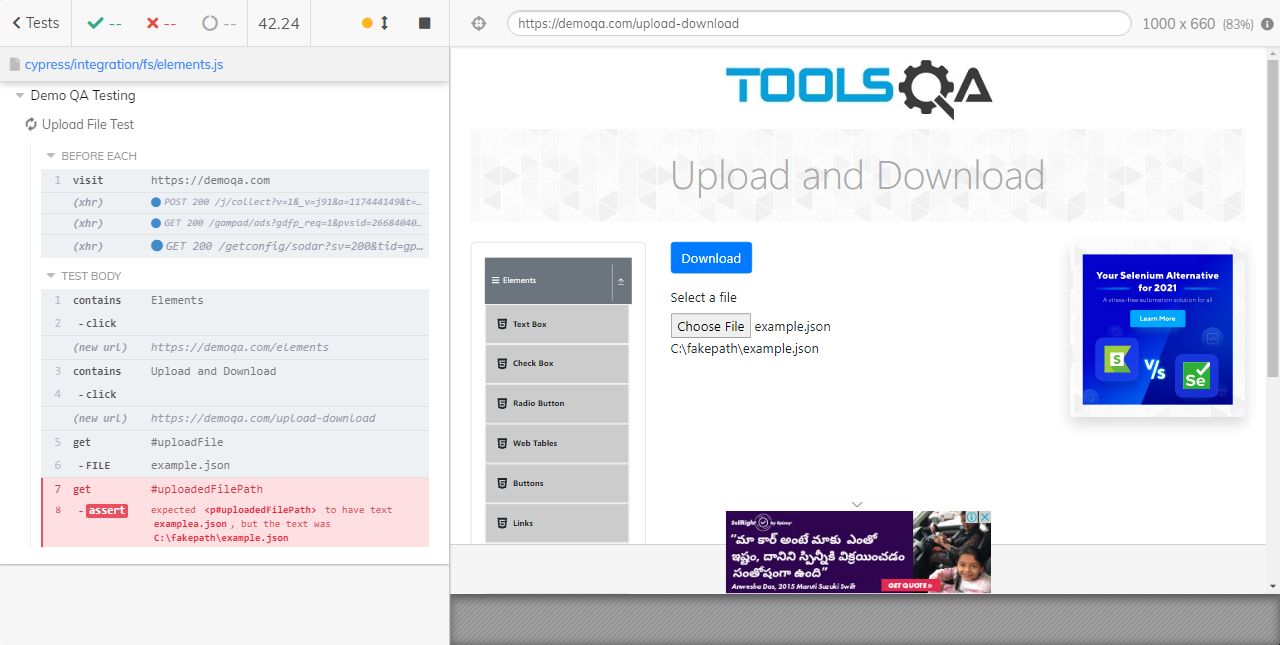 Tests
--
--
--
42.24
https://demoqa.com/upload-download
1000 x 660 (83%)
cypress/integration/fs/elements.js
Demo QA Testing
Upload File Test
BEFORE EACH
1 visit https://demoqa.com
(xhr) POST 200 /j/collect?v=1&_v=j91&a=117444149&t=…
(xhr) GET 200 /gampad/ads?gdfp_req=1&pvsid=26684040…
(xhr) GET 200 /getconfig/sodar?sv=200&tid=gp…
TEST BODY
1 contains Elements
2 -click
(new url) https://demoqa.com/elements
3 contains Upload and Download
4 -click
(new url) https://demoqa.com/upload-download
5 get #uploadFile
6 -FILE example.json
7 get #uploadedFilePath
8 -assert expected <p#uploadedFilePath> to have text
examplea.json, but the text was
C:\fakepath\example.json
TOOLSQA
Upload and Download
Elements
Text Box
Check Box
Radio Button
Web Tables
Buttons
Links
Download
Select a file
Choose File example.json
C:\fakepath\example.json
Your Selenium Alternative
for 2021
A stress-free automation solution for all
Learn More
S
V/s
Se
SellRight by Spinny
“మా కార్ అంటే మాకు ఎంతో
ఇష్టం, దానిని స్పిన్నీకి విక్రయించడం
సంతోషంగా ఉంది”
Anwesha Das, 2015 Maruti Suzuki Swift
GET QUOTE »